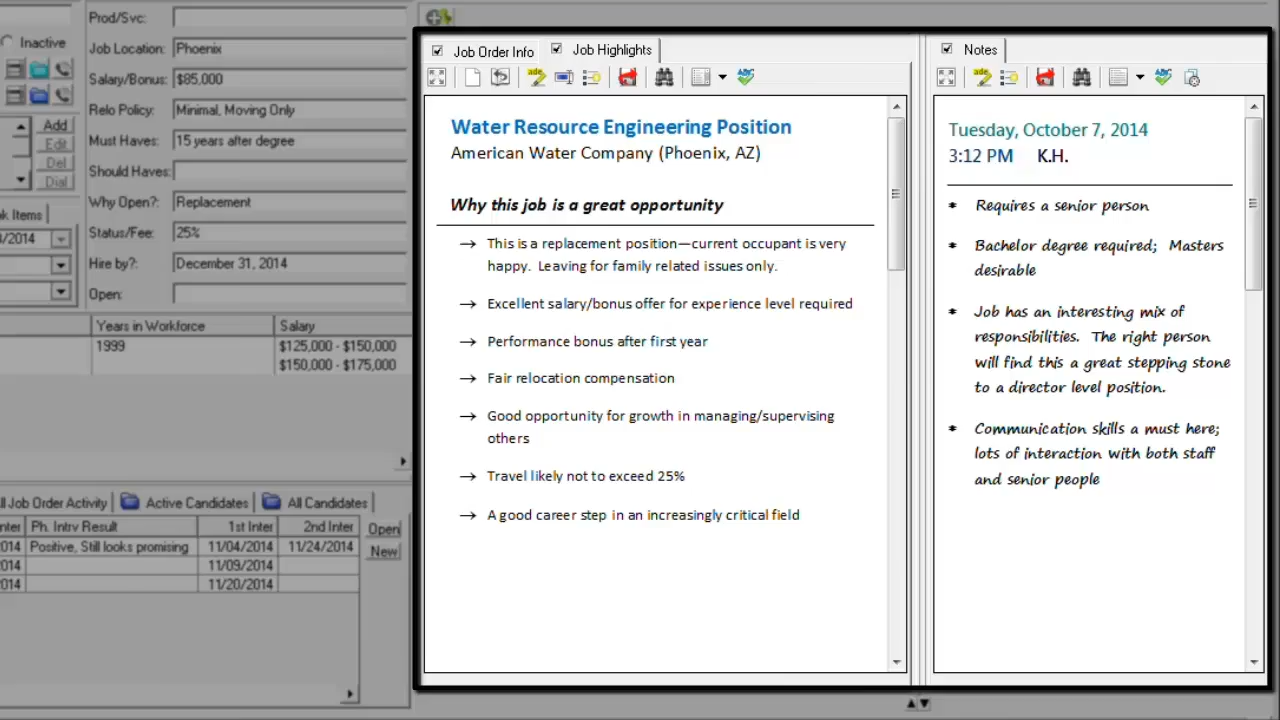 Prod/Svc:
Inactive
Job Location: Phoenix
Salary/Bonus: $85,000
Relo Policy: Minimal, Moving Only
Add
Must Haves: 15 years after degree
Edit
Del
Should Haves:
Dial
Why Open?: Replacement
Items
/2014
Status/Fee: 25%
Hire by?: December 31, 2014
Open:
Years in Workforce Salary
1999 $125,000 - $150,000
$150,000 - $175,000
Job Order Activity Active Candidates All Candidates
Ph. Intrv Result 1st Inter 2nd Inter Open
014 Positive, Still looks promising 11/04/2014 11/24/2014 New
014 11/09/2014
014 11/20/2014
Job Order Info Job Highlights
Water Resource Engineering Position
American Water Company (Phoenix, AZ)
Why this job is a great opportunity
→ This is a replacement position—current occupant is very
happy. Leaving for family related issues only.
→ Excellent salary/bonus offer for experience level required
→ Performance bonus after first year
→ Fair relocation compensation
→ Good opportunity for growth in managing/supervising
others
→ Travel likely not to exceed 25%
→ A good career step in an increasingly critical field
Notes
Tuesday, October 7, 2014
3:12 PM K.H.
* Requires a senior person
* Bachelor degree required; Masters
desirable
* Job has an interesting mix of
responsibilities. The right person
will find this a great stepping stone
to a director level position.
* Communication skills a must here;
lots of interaction with both staff
and senior people